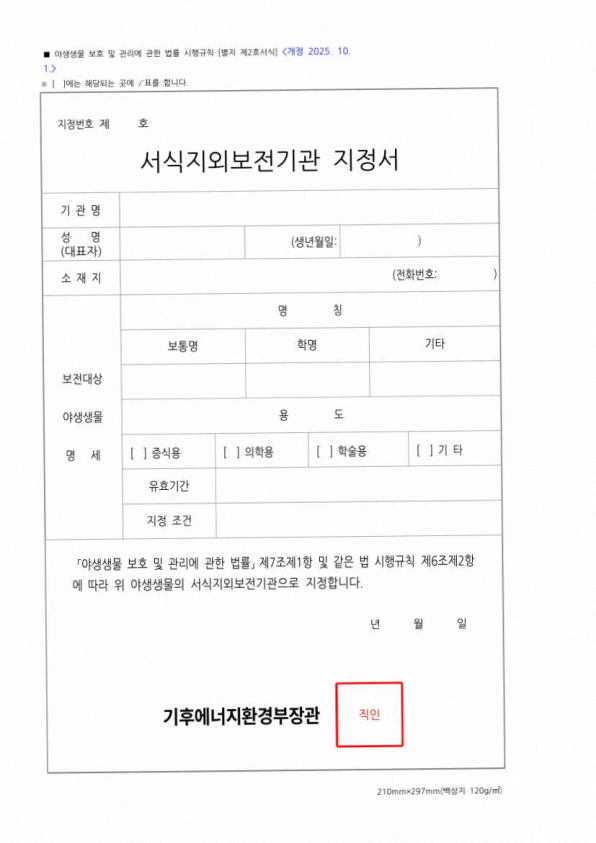 ■ 야생생물 보호 및 관리에 관한 법률 시행규칙 [별지 제2호서식] <개정 2025. 10.
1.>
※ [  ]에는 해당되는 곳에 √표를 합니다.
지정번호 제 호
서식지외보전기관 지정서
기 관 명
성 명
(대표자)
(생년월일: )
소 재 지
(전화번호: )
명 칭
보통명 학명 기타
보전대상
야생생물
명 세
용 도
[ ] 증식용 [ ] 의학용 [ ] 학술용 [ ] 기 타
유효기간
지정 조건
「야생생물 보호 및 관리에 관한 법률」 제7조제1항 및 같은 법 시행규칙 제6조제2항
에 따라 위 야생생물의 서식지외보전기관으로 지정합니다.
년 월 일
기후에너지환경부장관 직인
210mm×297mm(백상지 120g/㎡)